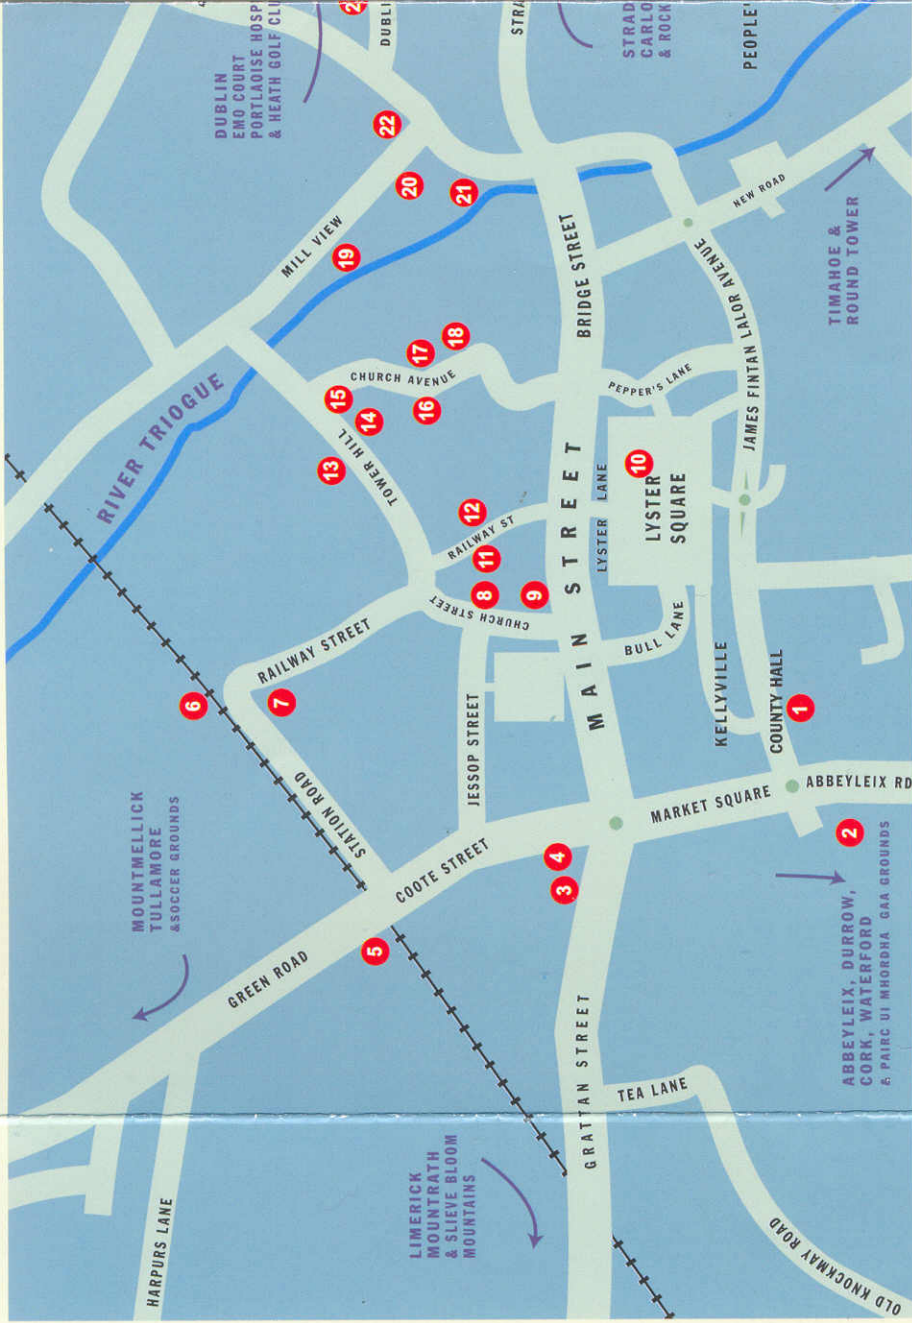 DUBLIN
EMO COURT
PORTLAOISE HOSP
& HEATH GOLF CLU
2
DUBLI
STRA
STRAD
CARLO
& ROCK
PEOPLE'
22
20
21
MILL VIEW
19
NEW ROAD
TIMAHOE &
ROUND TOWER
BRIDGE STREET
JAMES FINTAN LALOR AVENUE
RIVER TRIOGUE
CHURCH AVENUE
18
17
16
15
14
13
TOWER HILL
PEPPER'S LANE
10
LYSTER
SQUARE
LYSTER LANE
MAIN STREET
12
RAILWAY ST
11
8
9
CHURCH STREET
BULL LANE
RAILWAY STREET
6
7
KELLYVILLE
COUNTY HALL
1
JESSOP STREET
STATION ROAD
MARKET SQUARE
ABBEYLEIX RD
2
MOUNTMELLICK
TULLAMORE
&SOCCER GROUNDS
COOTE STREET
4
3
5
GREEN ROAD
ABBEYLEIX, DURROW,
CORK, WATERFORD
& PAIRC UI MHORDHA GAA GROUNDS
GRATTAN STREET
TEA LANE
LIMERICK
MOUNTRATH
& SLIEVE BLOOM
MOUNTAINS
HARPURS LANE
OLD KNOCKMAY ROAD